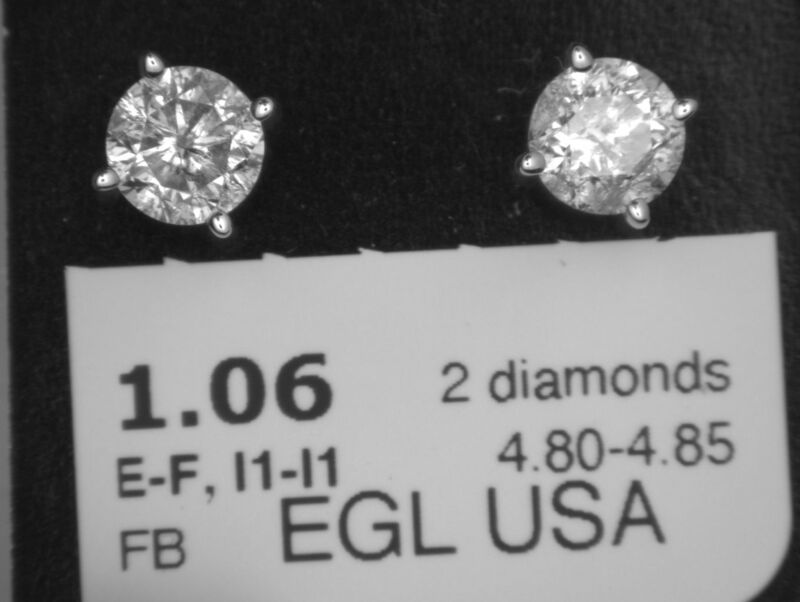 1.06 2 diamonds
E-F, I1-I1 4.80-4.85
FB EGL USA